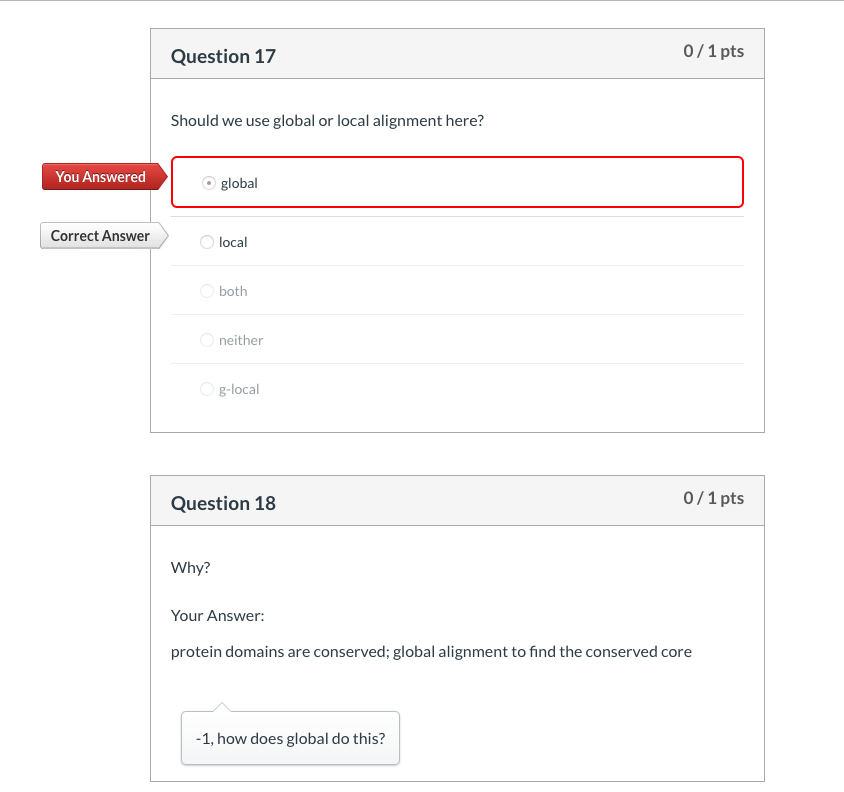 Question 17
0 / 1 pts
Should we use global or local alignment here?
You Answered
global
Correct Answer
local
both
neither
g-local
Question 18
0 / 1 pts
Why?
Your Answer:
protein domains are conserved; global alignment to find the conserved core
-1, how does global do this?